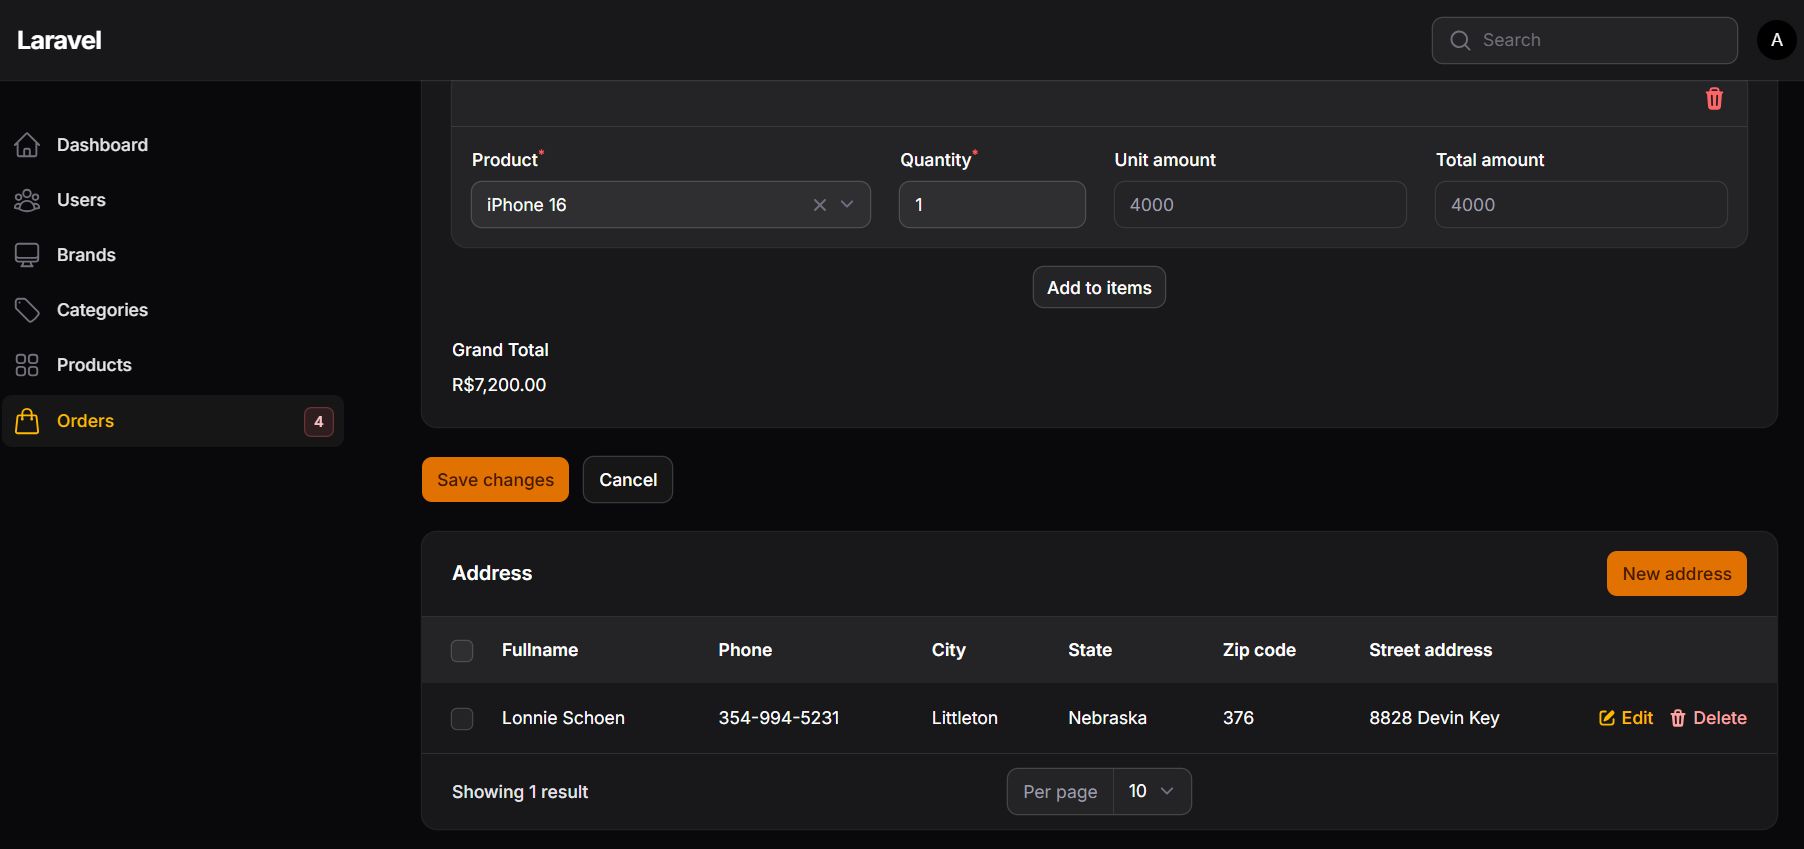 Laravel
Search
A
Dashboard
Users
Brands
Categories
Products
Orders
4
Product* Quantity* Unit amount Total amount
iPhone 16 1 4000 4000
Add to items
Grand Total
R$7,200.00
Save changes Cancel
Address New address
Fullname Phone City State Zip code Street address
Lonnie Schoen 354-994-5231 Littleton Nebraska 376 8828 Devin Key Edit Delete
Showing 1 result Per page 10